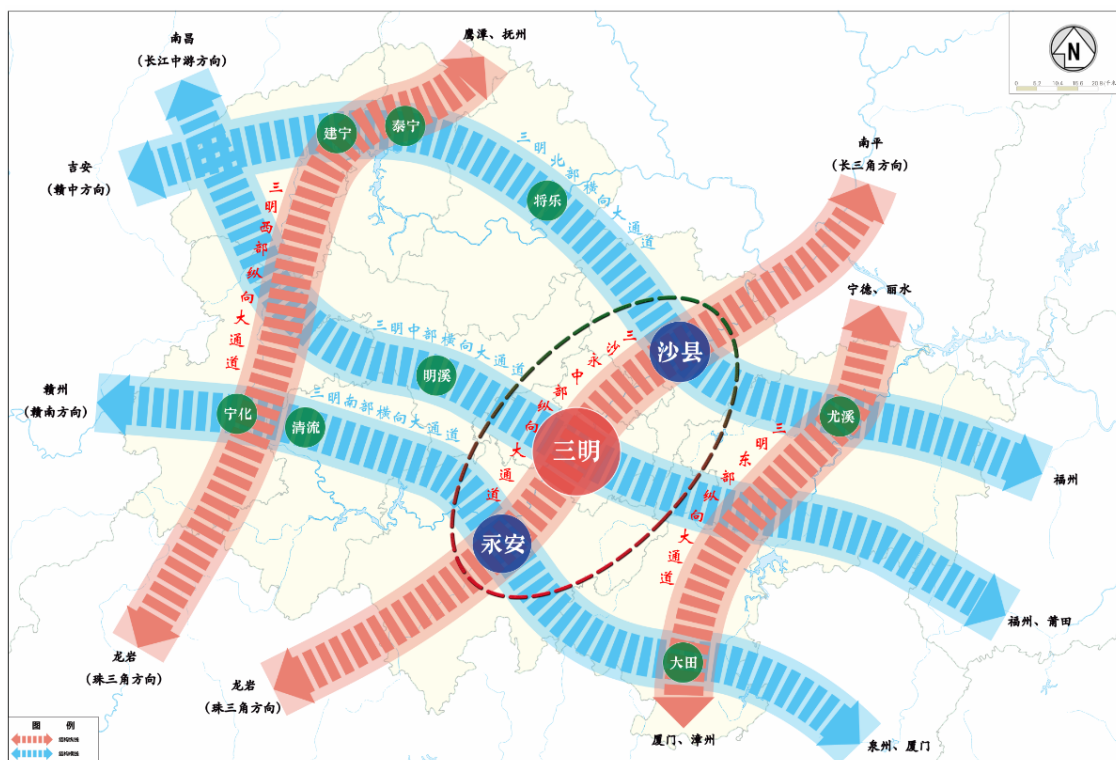 南昌
(长江中游方向)
鹰潭、抚州
N
建宁
泰宁
吉安
(赣中方向)
三明北部横向大通道
将乐
南平
(长三角方向)
三明西部纵向大通道
宁德、丽水
三明中部横向大通道
三沙永中部纵向大通道
沙县
明溪
赣州
(赣南方向)
三明南部横向大通道
宁化
清流
三明
三明东部纵向大通道
尤溪
福州
永安
福州、莆田
龙岩
(珠三角方向)
龙岩
(珠三角方向)
大田
厦门、漳州
泉州、厦门
图 例